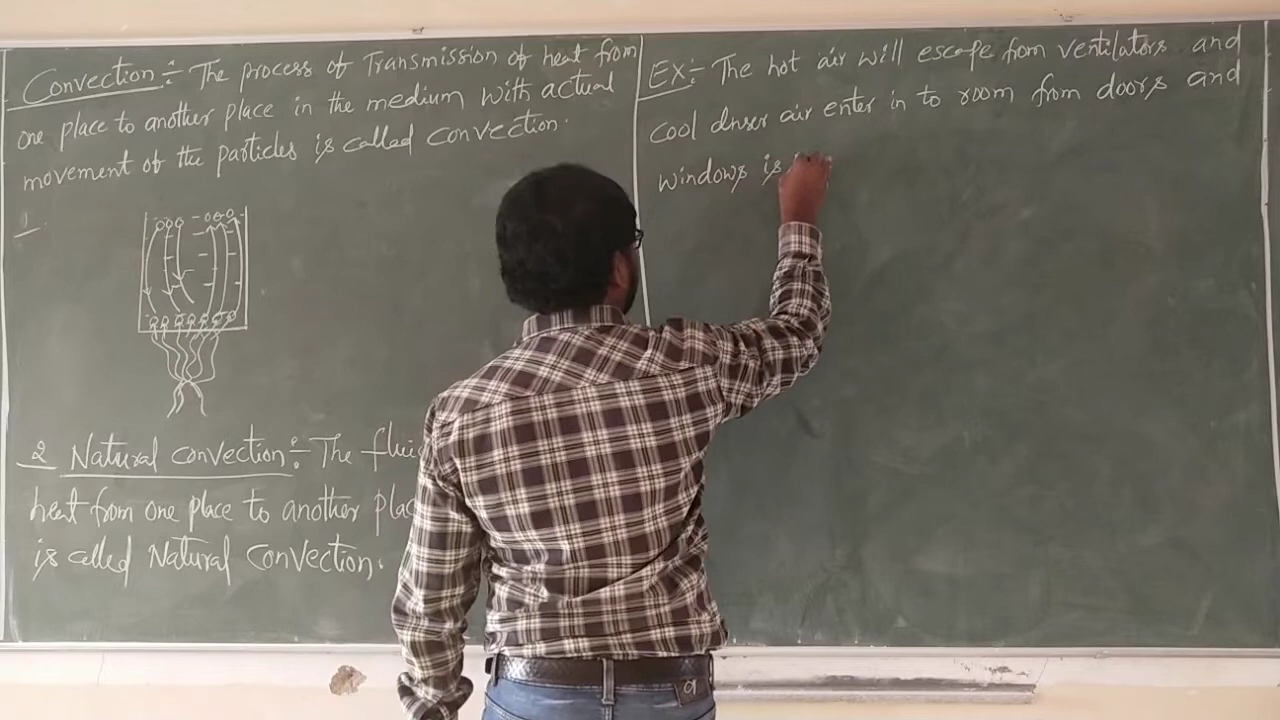 Convection :- The process of Transmission of heat from
one place to another place in the medium with actual
movement of the particles is called convection.
1
2 Natural convection :- The flui
heat from one place to another plac
is called Natural Convection.
Ex :- The hot air will escape from ventilators and
cool dnser air enter in to room from doors and
windows is